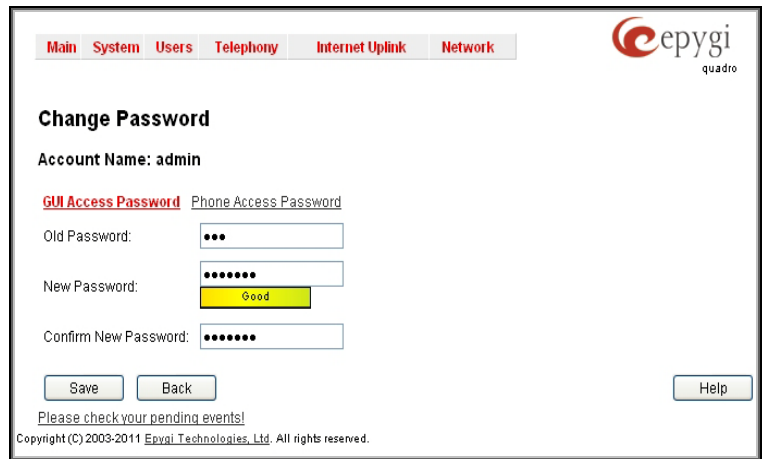 Main System Users Telephony Internet Uplink Network
epygi
quadro
Change Password
Account Name: admin
GUI Access Password Phone Access Password
Old Password: •••
New Password: •••••••
Good
Confirm New Password: •••••••
Save Back Help
Please check your pending events!
Copyright (C) 2003-2011 Epygi Technologies, Ltd. All rights reserved.